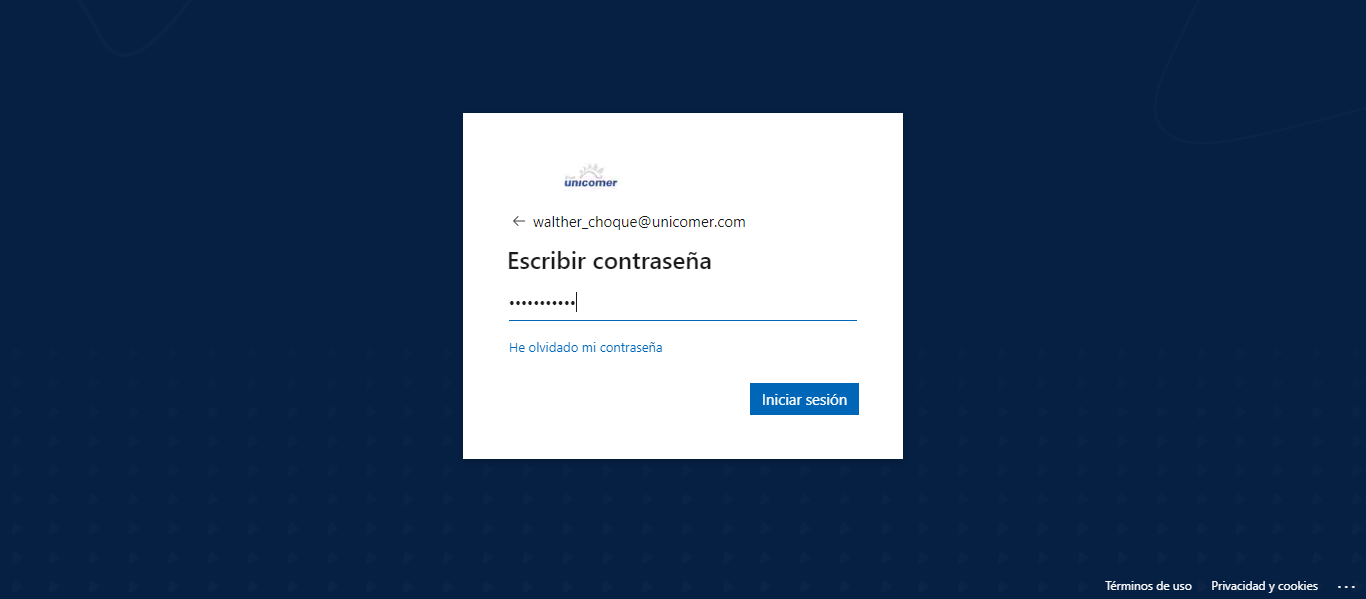 unicomer
walther_choque@unicomer.com
Escribir contraseña
•••••••••••
He olvidado mi contraseña
Iniciar sesión
Términos de uso Privacidad y cookies ...